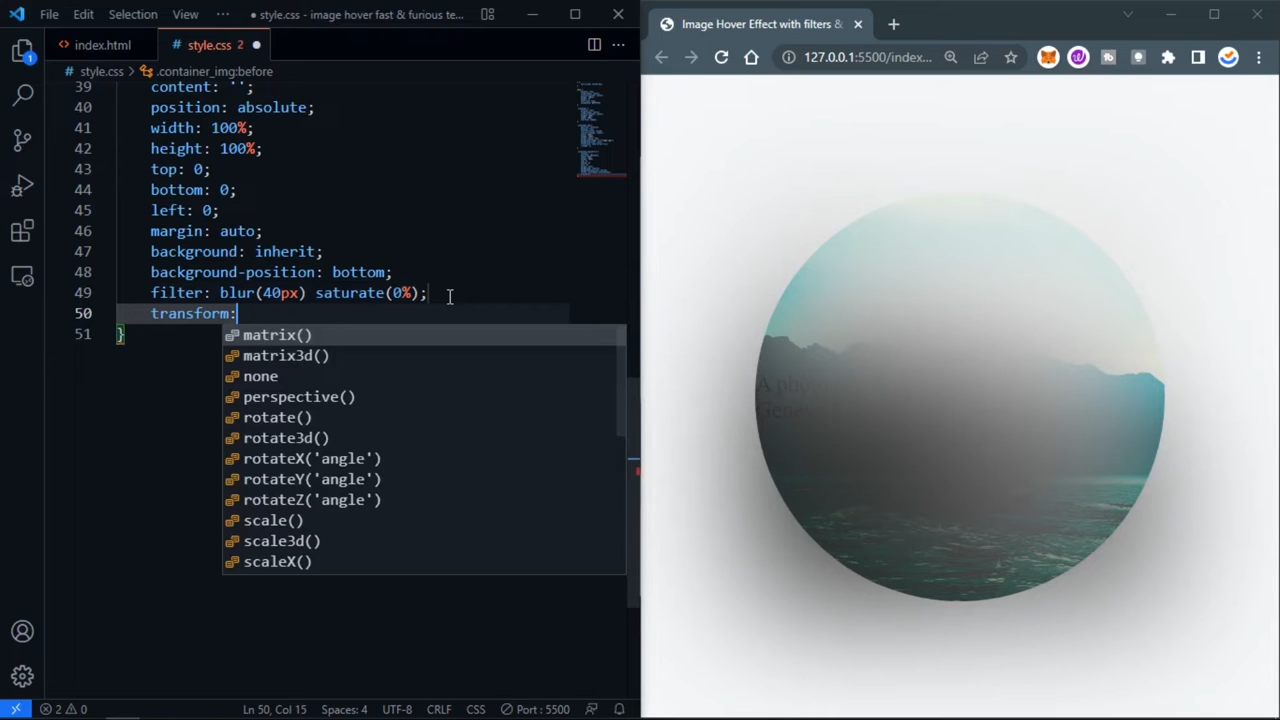 File Edit Selection View ··· ● style.css - image hover fast & furious te...
index.html
# style.css 2 ●
# style.css > .container_img:before
39 content: '';
40 position: absolute;
41 width: 100%;
42 height: 100%;
43 top: 0;
44 bottom: 0;
45 left: 0;
46 margin: auto;
47 background: inherit;
48 background-position: bottom;
49 filter: blur(40px) saturate(0%);
50 transform:
51 }
matrix()
matrix3d()
none
perspective()
rotate()
rotate3d()
rotateX('angle')
rotateY('angle')
rotateZ('angle')
scale()
scale3d()
scaleX()
1
2 0 Ln 50, Col 15 Spaces: 4 UTF-8 CRLF CSS Port : 5500
Image Hover Effect with filters &
127.0.0.1:5500/index...
A photo